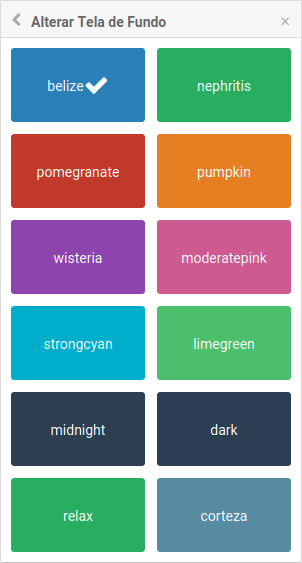 Alterar Tela de Fundo ×
belize nephritis
pomegranate pumpkin
wisteria moderatepink
strongcyan limegreen
midnight dark
relax corteza